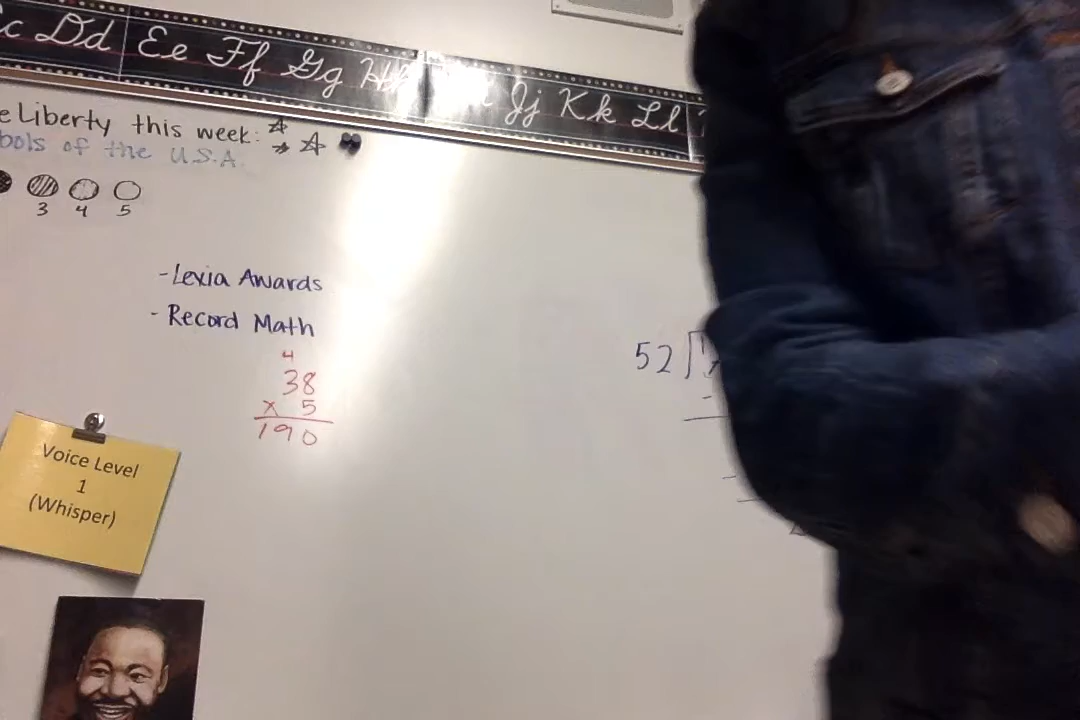 c Dd Ee Ff Gg Hh Jj Kk Ll
e Liberty this week:
bols of the U.S.A.
3 4 5
- Lexia Awards
- Record Math
4
38
x 5
190
52
Voice Level
1
(Whisper)